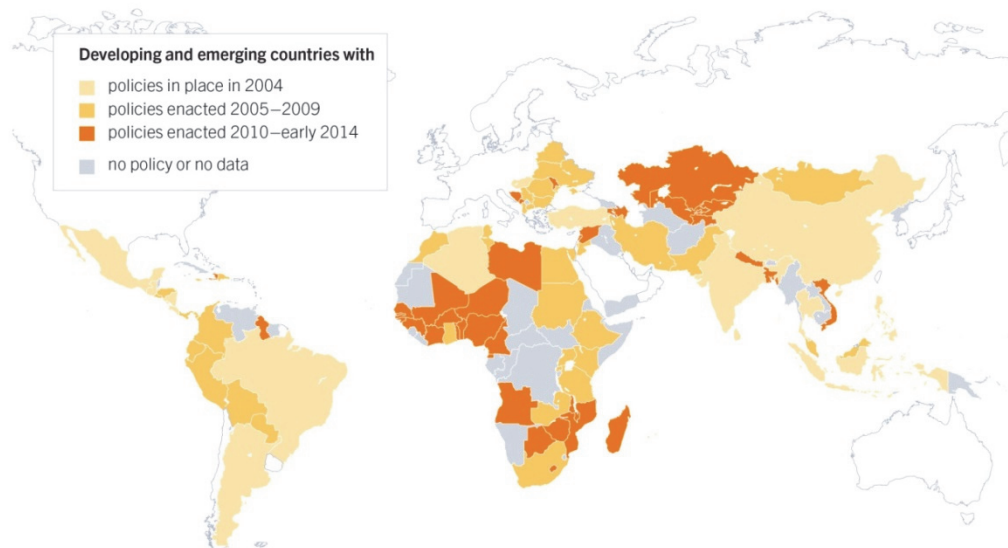 Developing and emerging countries with
policies in place in 2004
policies enacted 2005–2009
policies enacted 2010–early 2014
no policy or no data